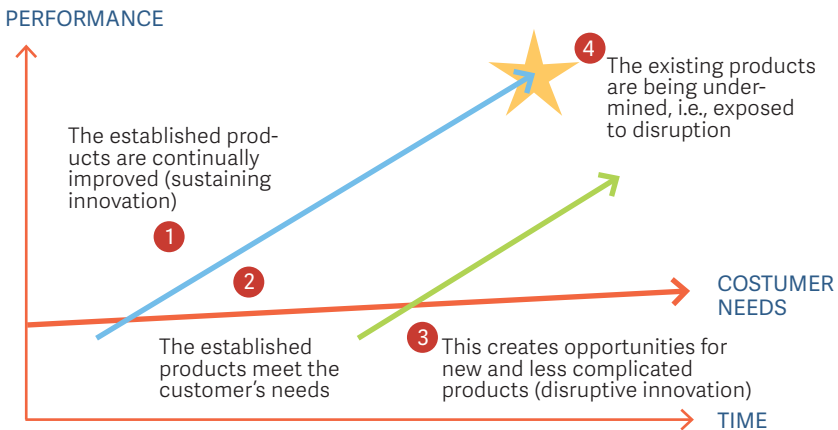 PERFORMANCE
4
The existing products
are being under-
mined, i.e., exposed
to disruption
The established prod-
ucts are continually
improved (sustaining
innovation)
1
2
COSTUMER
NEEDS
The established
products meet the
customer’s needs
3
This creates opportunities for
new and less complicated
products (disruptive innovation)
TIME